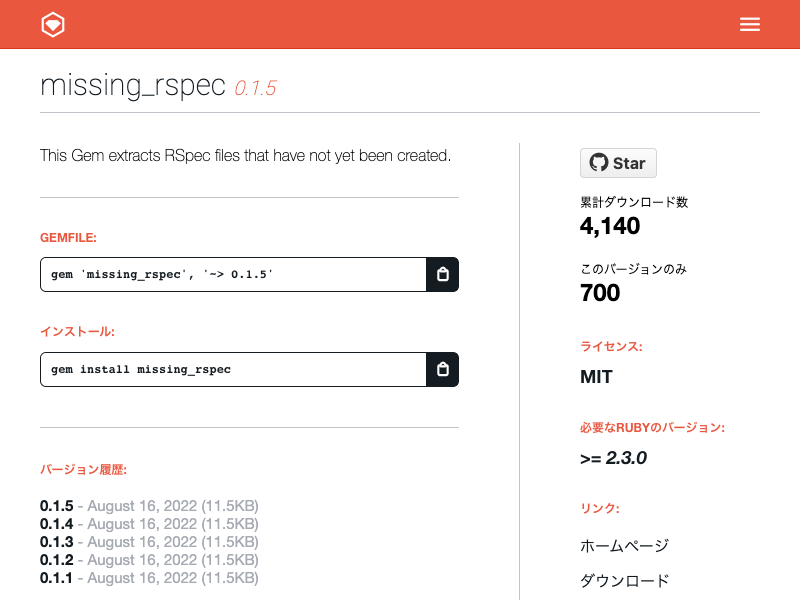 missing_rspec 0.1.5
This Gem extracts RSpec files that have not yet been created.
GEMFILE:
gem 'missing_rspec', '~> 0.1.5'
インストール:
gem install missing_rspec
バージョン履歴:
0.1.5 - August 16, 2022 (11.5KB)
0.1.4 - August 16, 2022 (11.5KB)
0.1.3 - August 16, 2022 (11.5KB)
0.1.2 - August 16, 2022 (11.5KB)
0.1.1 - August 16, 2022 (11.5KB)
Star
累計ダウンロード数
4,140
このバージョンのみ
700
ライセンス:
MIT
必要なRUBYのバージョン:
>= 2.3.0
リンク:
ホームページ
ダウンロード